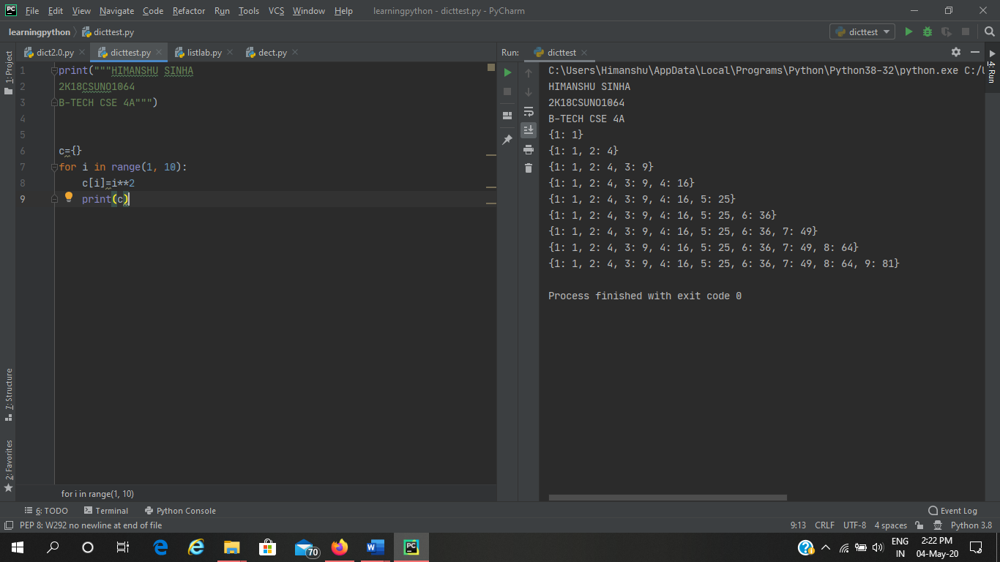 PC File Edit View Navigate Code Refactor Run Tools VCS Window Help learningpython - dicttest.py - PyCharm
learningpython dicttest.py dicttest
dict2.0.py dicttest.py listlab.py dect.py Run: dicttest
1: Project
4: Run
7: Structure
2: Favorites
1 print("""HIMANSHU SINHA
2 2K18CSUNO1064
3 B-TECH CSE 4A""")
4
5
6 c={}
7 for i in range(1, 10):
8 c[i]=i**2
9 print(c)
for i in range(1, 10)
C:\Users\Himanshu\AppData\Local\Programs\Python\Python38-32\python.exe C:/U
HIMANSHU SINHA
2K18CSUNO1064
B-TECH CSE 4A
{1: 1}
{1: 1, 2: 4}
{1: 1, 2: 4, 3: 9}
{1: 1, 2: 4, 3: 9, 4: 16}
{1: 1, 2: 4, 3: 9, 4: 16, 5: 25}
{1: 1, 2: 4, 3: 9, 4: 16, 5: 25, 6: 36}
{1: 1, 2: 4, 3: 9, 4: 16, 5: 25, 6: 36, 7: 49}
{1: 1, 2: 4, 3: 9, 4: 16, 5: 25, 6: 36, 7: 49, 8: 64}
{1: 1, 2: 4, 3: 9, 4: 16, 5: 25, 6: 36, 7: 49, 8: 64, 9: 81}
Process finished with exit code 0
6: TODO Terminal Python Console Event Log
PEP 8: W292 no newline at end of file 9:13 CRLF UTF-8 4 spaces Python 3.8
70 W PC ENG 2:22 PM
IN 04-May-20